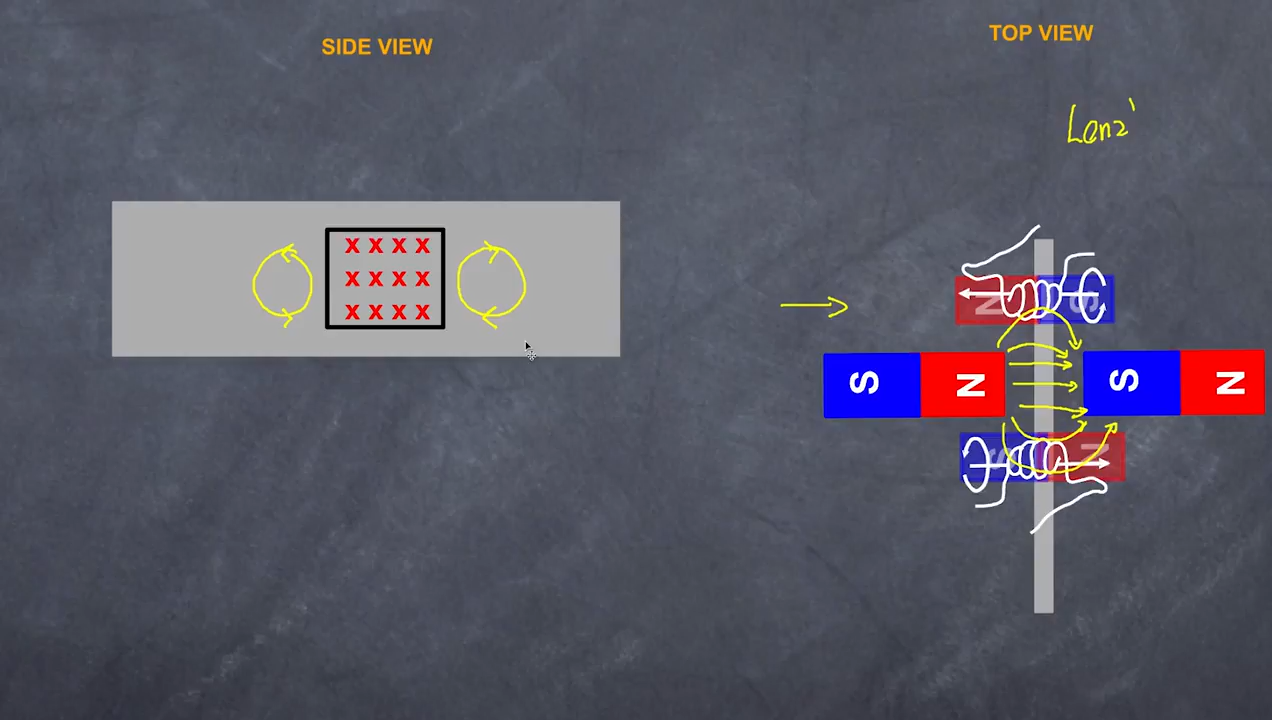 SIDE VIEW
TOP VIEW
Lenz'
X X X X
X X X X
X X X X
N S
S N S N
S N